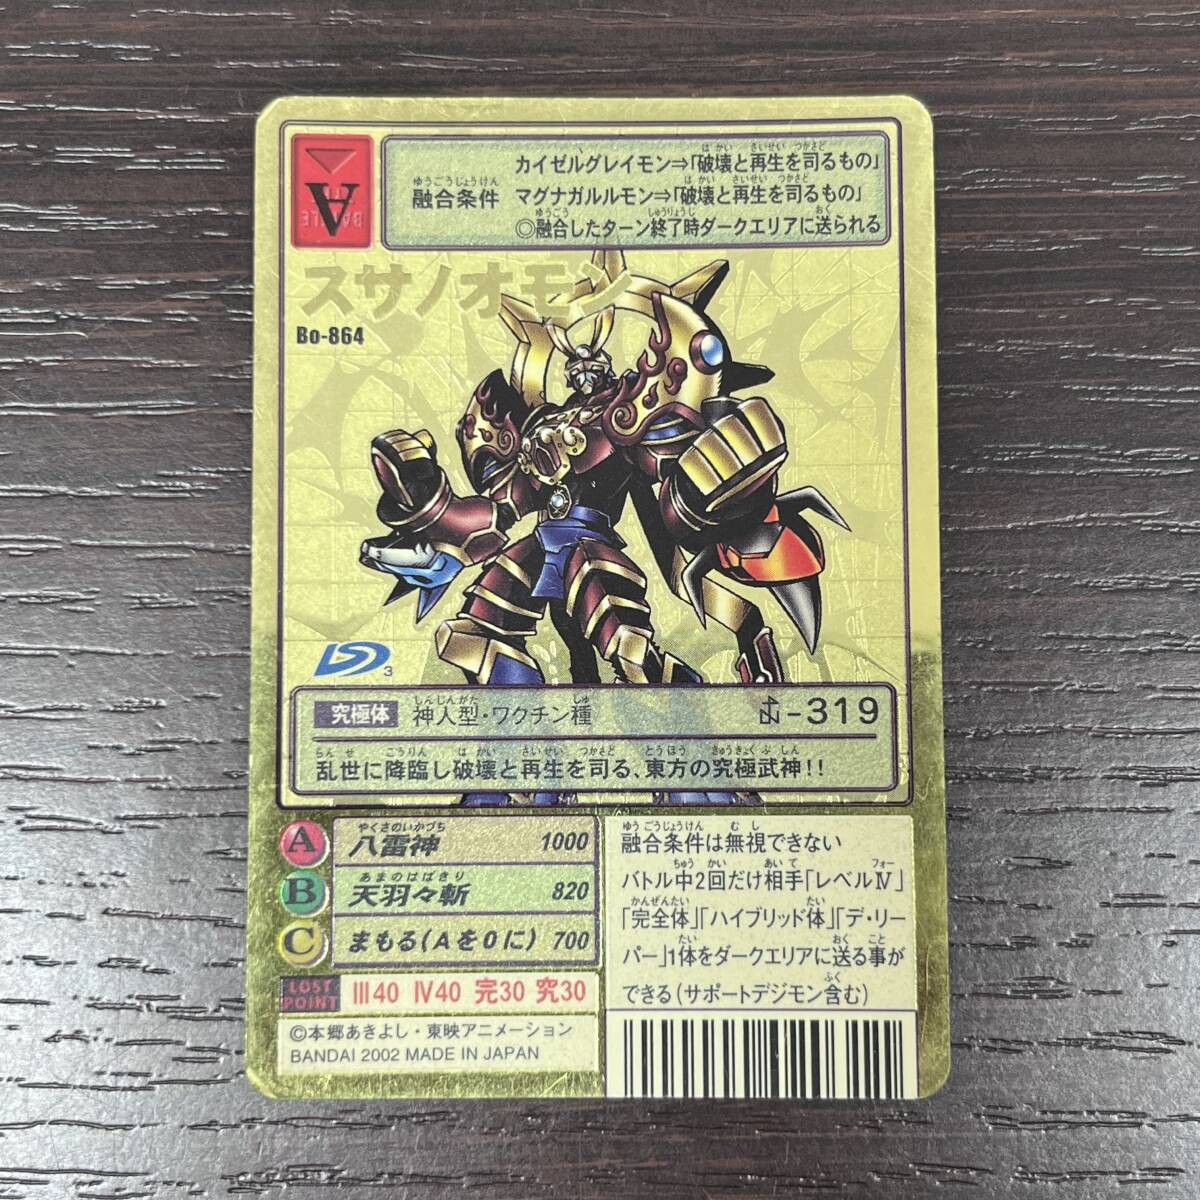 A
カイゼルグレイモン⇒「破壊と再生を司るもの」
融合条件 マグナガルルモン⇒「破壊と再生を司るもの」
◎融合したターン終了時ダークエリアに送られる
スサノオモン
Bo-864
3
究極体 神人型・ワクチン種 -319
乱世に降臨し破壊と再生を司る、東方の究極武神!!
A 八雷神 1000
B 天羽々斬 820
C まもる(Aを0に) 700
LOST POINT Ⅲ40 Ⅳ40 完30 究30
©本郷あきよし・東映アニメーション
BANDAI 2002 MADE IN JAPAN
融合条件は無視できない
バトル中2回だけ相手「レベルⅣ」
「完全体」「ハイブリッド体」「デ・リー
パー」1体をダークエリアに送る事が
できる(サポートデジモン含む)